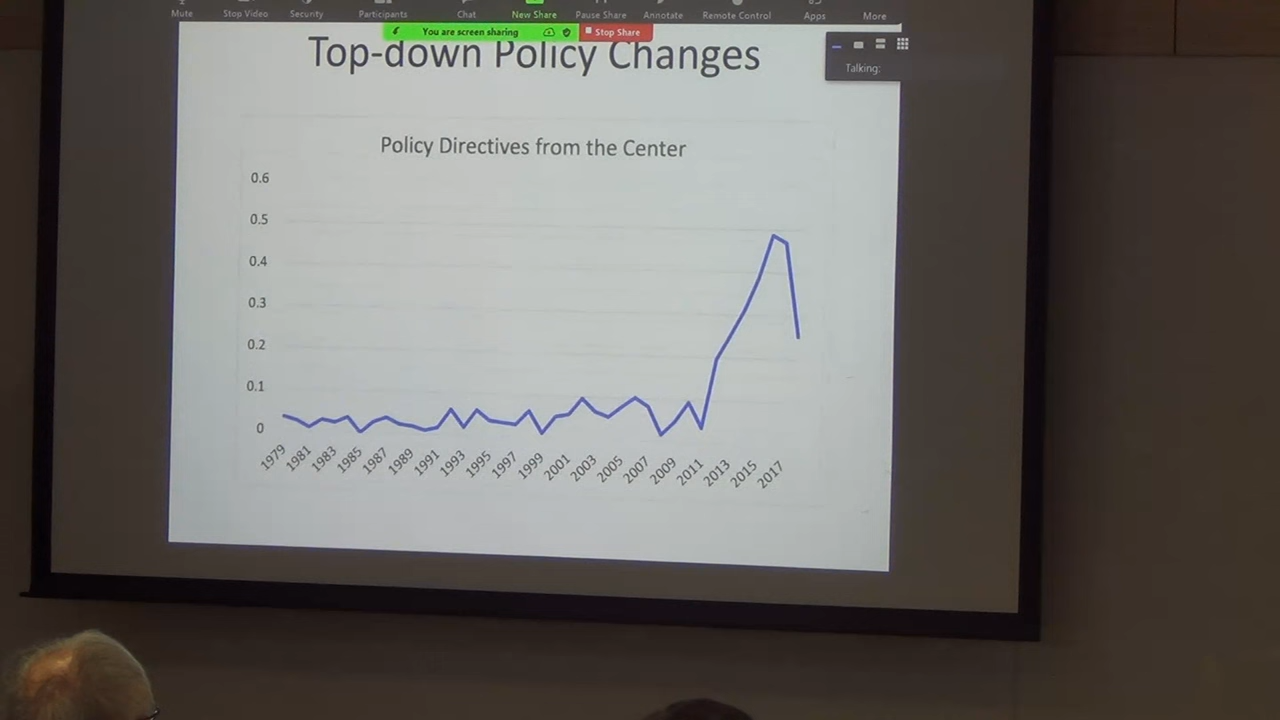 Mute Stop Video Security Participants Chat New Share Pause Share Annotate Remote Control Apps More
You are screen sharing Stop Share
Top-down Policy Changes
Talking:
Policy Directives from the Center
0.6
0.5
0.4
0.3
0.2
0.1
0
1979 1981 1983 1985 1987 1989 1991 1993 1995 1997 1999 2001 2003 2005 2007 2009 2011 2013 2015 2017